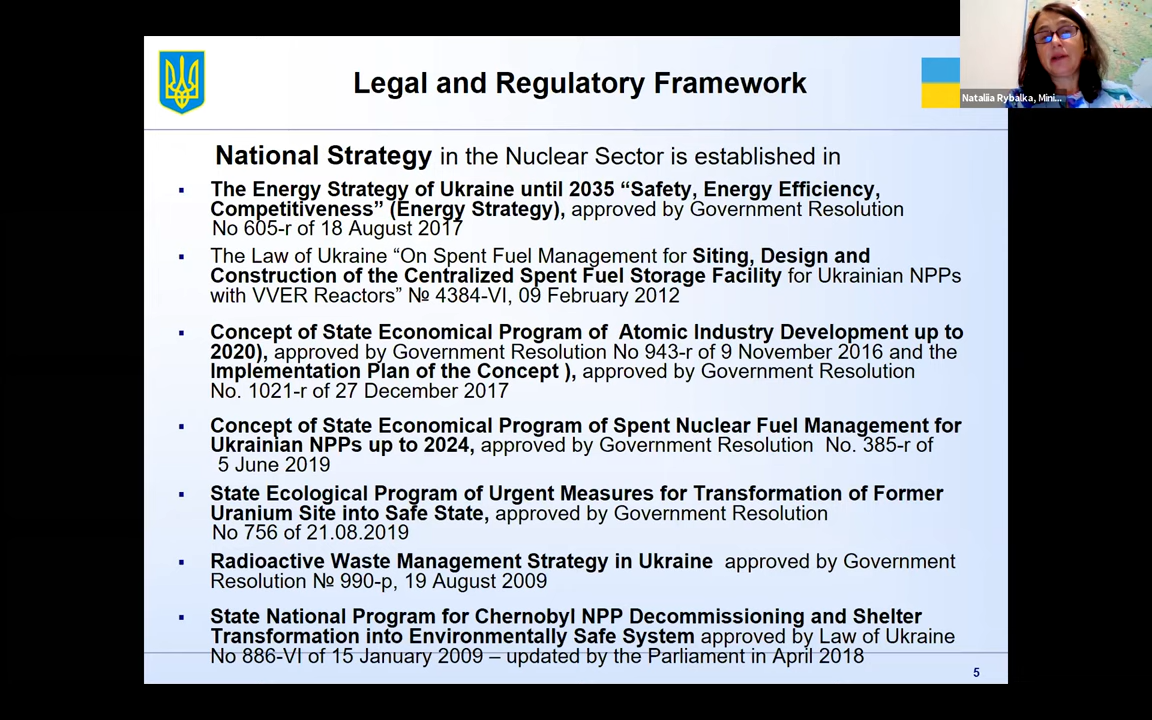 Legal and Regulatory Framework
Nataliia Rybalka, Mini...
National Strategy in the Nuclear Sector is established in
▪ The Energy Strategy of Ukraine until 2035 “Safety, Energy Efficiency,
Competitiveness” (Energy Strategy), approved by Government Resolution
No 605-r of 18 August 2017
▪ The Law of Ukraine “On Spent Fuel Management for Siting, Design and
Construction of the Centralized Spent Fuel Storage Facility for Ukrainian NPPs
with VVER Reactors” № 4384-VI, 09 February 2012
▪ Concept of State Economical Program of Atomic Industry Development up to
2020), approved by Government Resolution No 943-r of 9 November 2016 and the
Implementation Plan of the Concept ), approved by Government Resolution
No. 1021-r of 27 December 2017
▪ Concept of State Economical Program of Spent Nuclear Fuel Management for
Ukrainian NPPs up to 2024, approved by Government Resolution No. 385-r of
5 June 2019
▪ State Ecological Program of Urgent Measures for Transformation of Former
Uranium Site into Safe State, approved by Government Resolution
No 756 of 21.08.2019
▪ Radioactive Waste Management Strategy in Ukraine approved by Government
Resolution № 990-p, 19 August 2009
▪ State National Program for Chernobyl NPP Decommissioning and Shelter
Transformation into Environmentally Safe System approved by Law of Ukraine
No 886-VI of 15 January 2009 – updated by the Parliament in April 2018
5